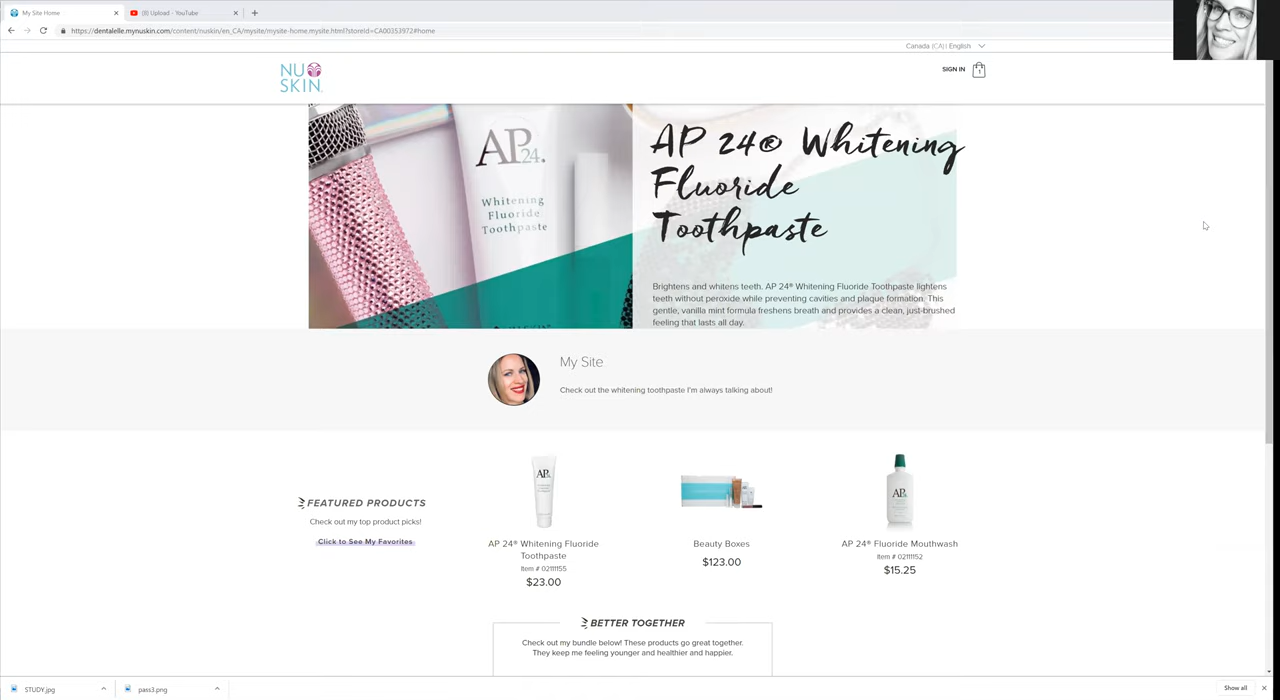 My Site Home
(8) Upload - YouTube
https://dentalelle.mynuskin.com/content/nuskin/en_CA/mysite/mysite-home.mysite.html?storeId=CA00353972#home
Canada (CA) | English
NU
SKIN
SIGN IN
1
AP
24.
Whitening
Fluoride
Toothpaste
AP 24® Whitening
Fluoride
Toothpaste
Brightens and whitens teeth. AP 24® Whitening Fluoride Toothpaste lightens
teeth without peroxide while preventing cavities and plaque formation. This
gentle, vanilla mint formula freshens breath and provides a clean, just-brushed
feeling that lasts all day.
My Site
Check out the whitening toothpaste I'm always talking about!
FEATURED PRODUCTS
Check out my top product picks!
Click to See My Favorites
AP
AP
AP 24® Whitening Fluoride
Toothpaste
Item # 02111155
$23.00
Beauty Boxes
$123.00
AP 24® Fluoride Mouthwash
Item # 02111152
$15.25
BETTER TOGETHER
Check out my bundle below! These products go great together.
They keep me feeling younger and healthier and happier.
STUDY.jpg
pass3.png
Show all